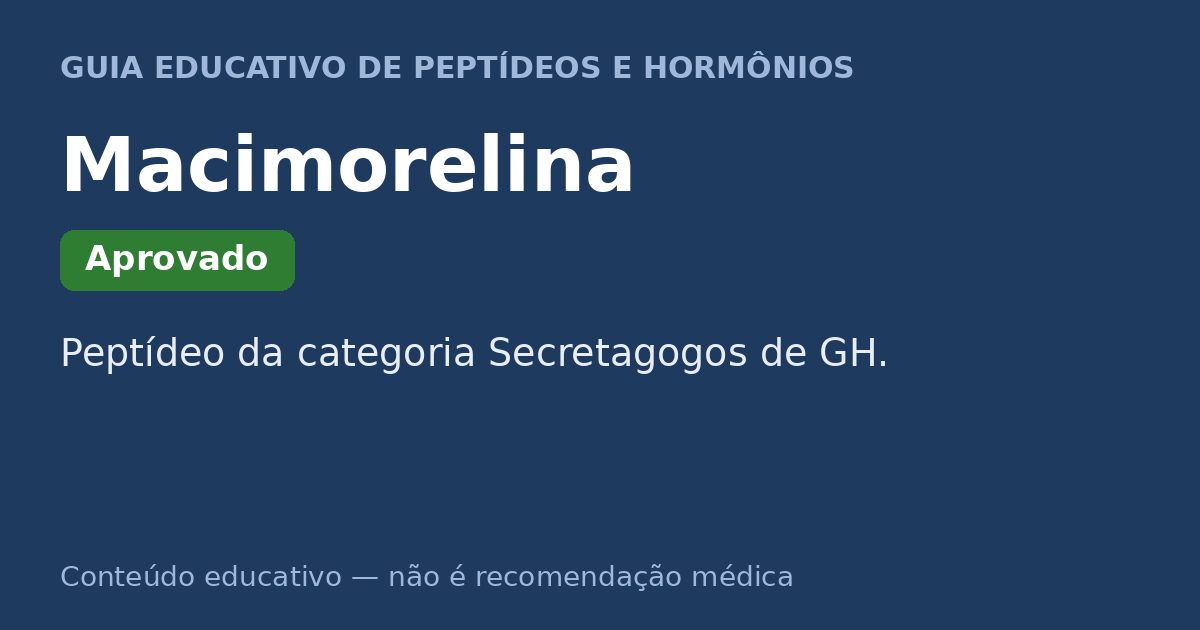 GUIA EDUCATIVO DE PEPTÍDEOS E HORMÔNIOS
Macimorelina
Aprovado
Peptídeo da categoria Secretagogos de GH.
Conteúdo educativo — não é recomendação médica